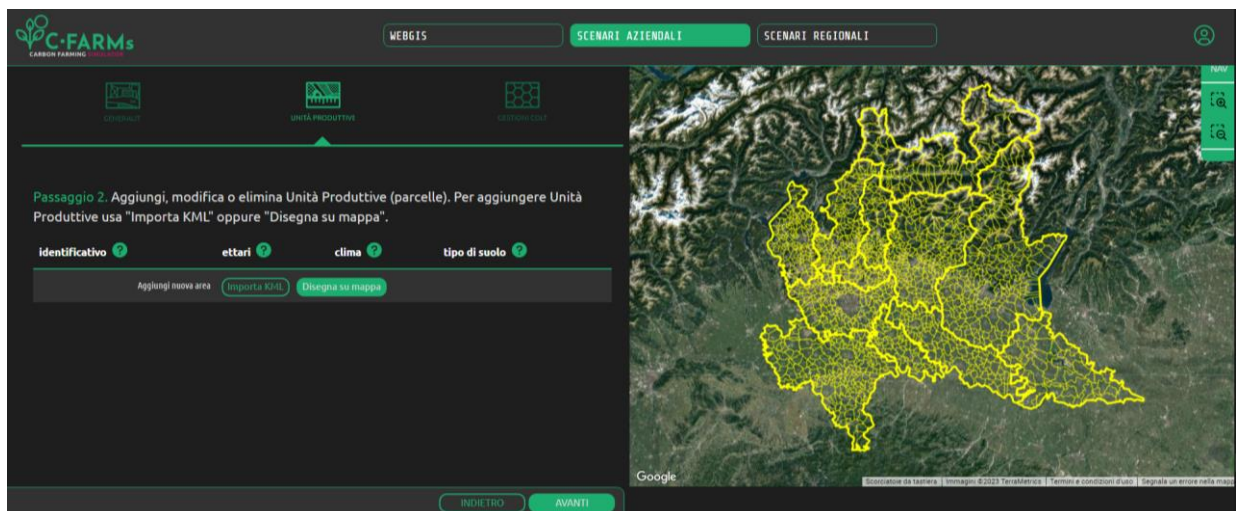 C·FARMs
CARBON FARMING
WEBGIS
SCENARI AZIENDALI
SCENARI REGIONALI
NAV
GENERALITÀ
UNITÀ PRODUTTIVE
Passaggio 2. Aggiungi, modifica o elimina Unità Produttive (parcelle). Per aggiungere Unità
Produttive usa "Importa KML" oppure "Disegna su mappa".
identificativo ? ettari ? clima ? tipo di suolo ?
Aggiungi nuova area Importa KML Disegna su mappa
INDIETRO AVANTI
Google
Scorciatoie da tastiera Immagini ©2023 TerraMetrica Termini e condizioni d'uso Segnala un errore nella mapp